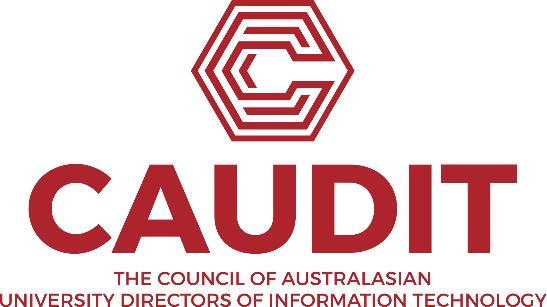 CAUDIT
THE COUNCIL OF AUSTRALASIAN
UNIVERSITY DIRECTORS OF INFORMATION TECHNOLOGY